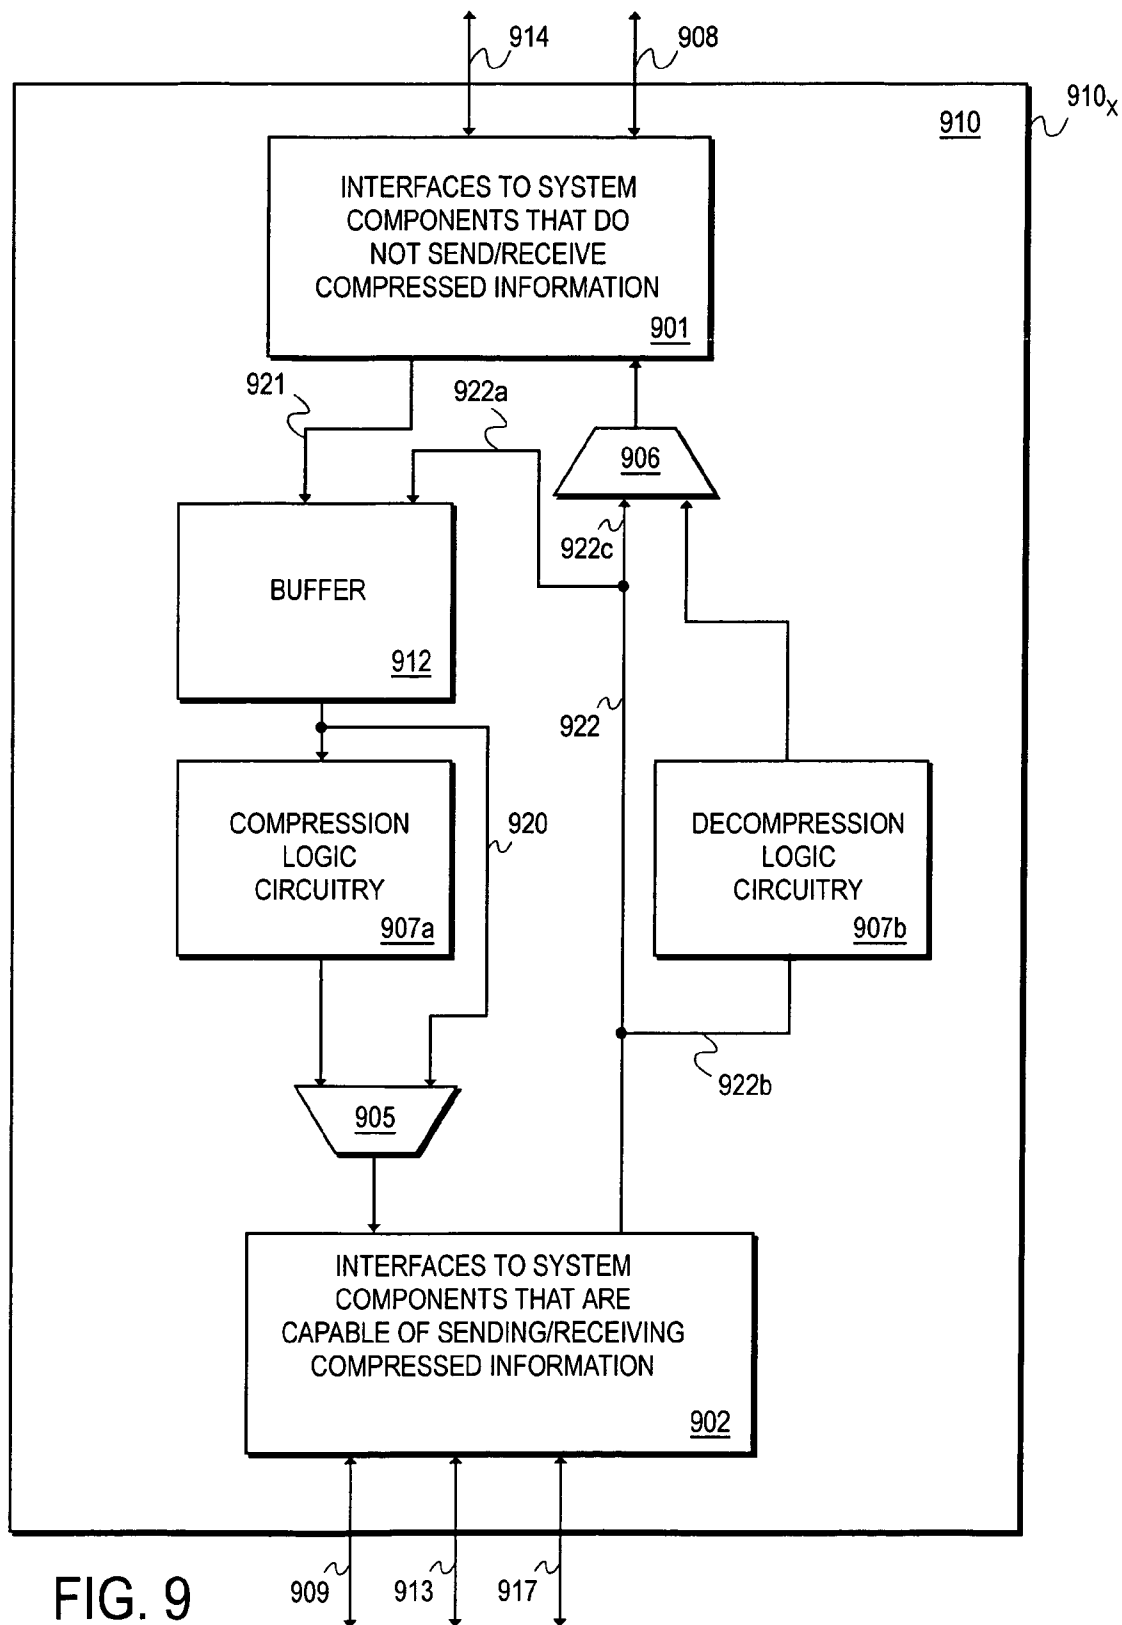 914
908
910
910X
INTERFACES TO SYSTEM
COMPONENTS THAT DO
NOT SEND/RECEIVE
COMPRESSED INFORMATION
901
921
922a
906
922c
BUFFER
912
922
COMPRESSION
LOGIC
CIRCUITRY
907a
920
DECOMPRESSION
LOGIC
CIRCUITRY
907b
922b
905
INTERFACES TO SYSTEM
COMPONENTS THAT ARE
CAPABLE OF SENDING/RECEIVING
COMPRESSED INFORMATION
902
909
913
917
FIG. 9